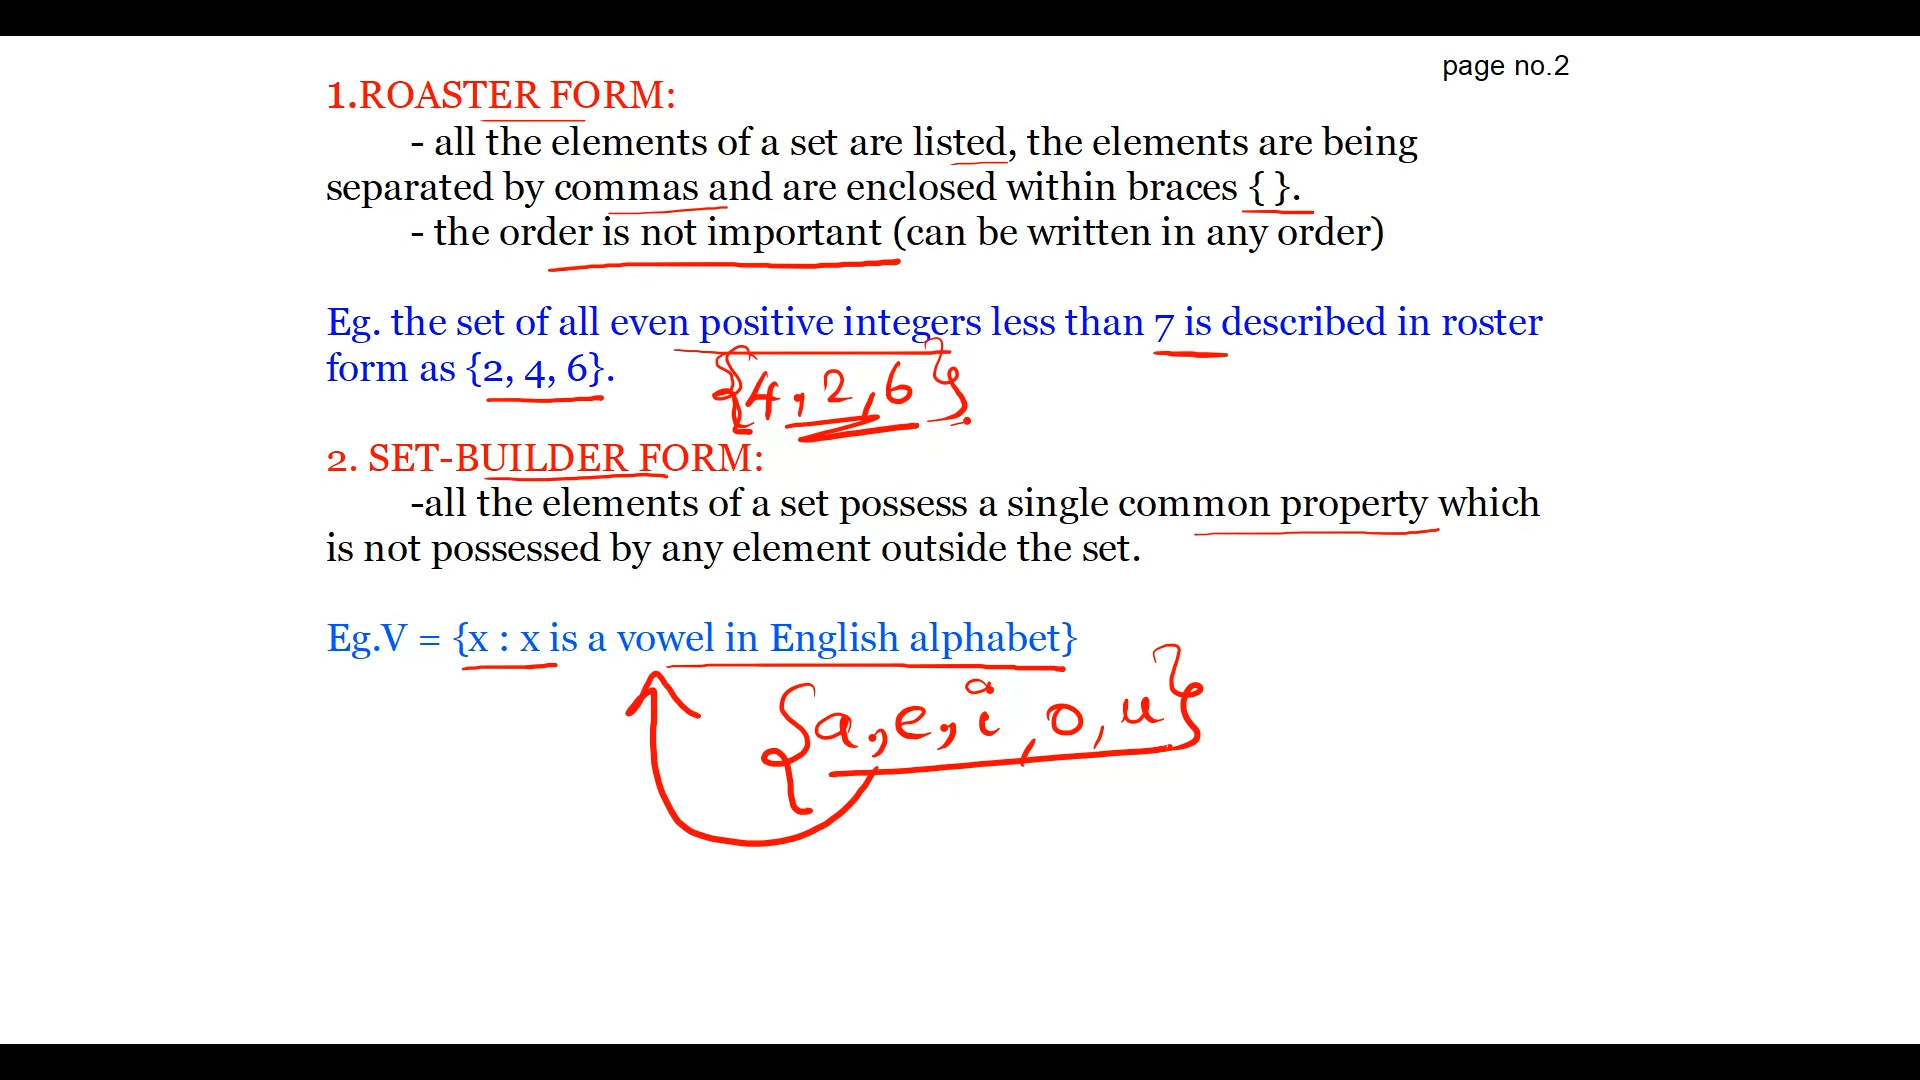 page no.2
1.ROASTER FORM:
- all the elements of a set are listed, the elements are being
separated by commas and are enclosed within braces { }.
- the order is not important (can be written in any order)
Eg. the set of all even positive integers less than 7 is described in roster
form as {2, 4, 6}.
{4, 2, 6}
2. SET-BUILDER FORM:
-all the elements of a set possess a single common property which
is not possessed by any element outside the set.
Eg.V = {x : x is a vowel in English alphabet}
{a, e, i, o, u}